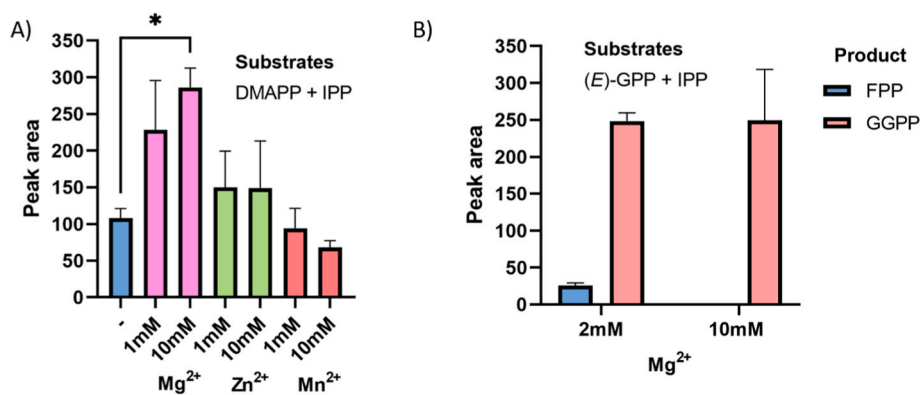 A)
*
Substrates
DMAPP + IPP
Peak area
350
300
250
200
150
100
50
0
-
1mM
10mM
1mM
10mM
1mM
10mM
Mg²⁺
Zn²⁺
Mn²⁺
B)
Substrates
(E)-GPP + IPP
Peak area
350
300
250
200
150
100
50
0
2mM
10mM
Mg²⁺
Product
FPP
GGPP